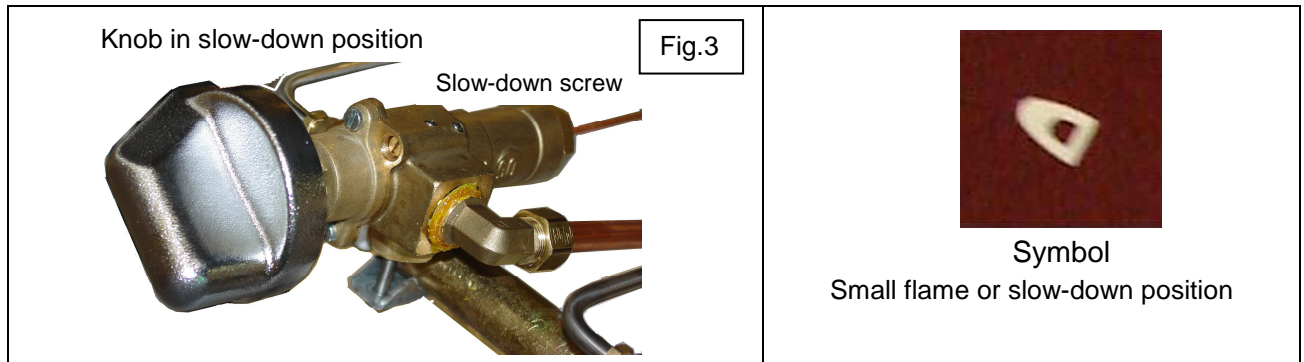 Knob in slow-down position
Fig.3
Slow-down screw
Symbol
Small flame or slow-down position